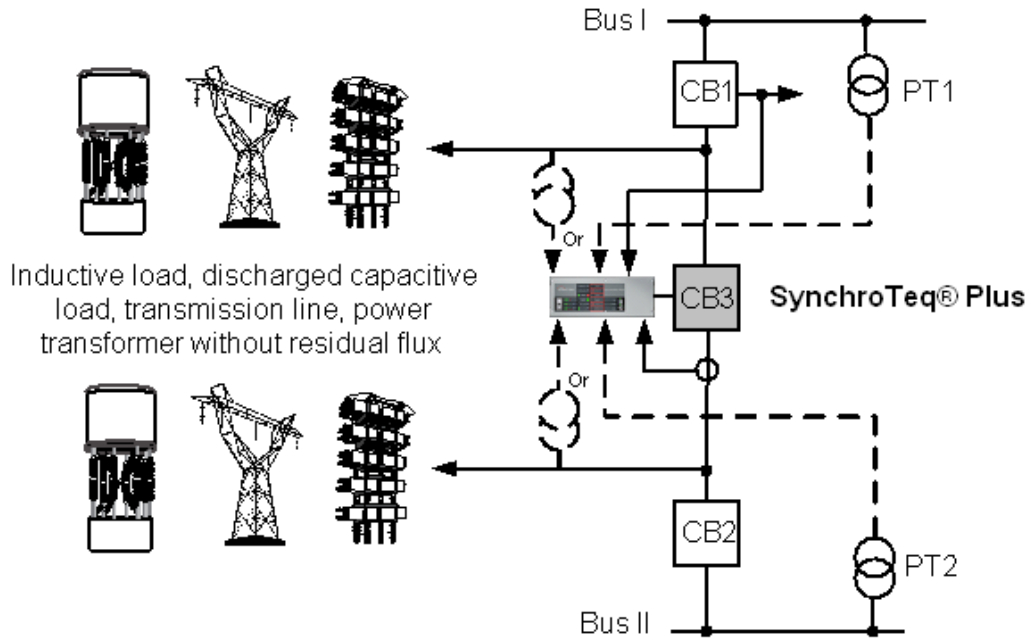 Bus I
CB1
PT1
Or
Inductive load, discharged capacitive
load, transmission line, power
transformer without residual flux
CB3
SynchroTeq® Plus
Or
CB2
PT2
Bus II